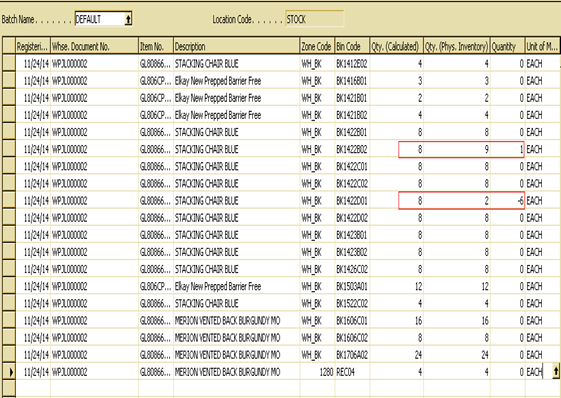 Batch Name . . . . . . . DEFAULT Location Code. . . . . . STOCK
Registeri... Whse. Document No. Item No. Description Zone Code Bin Code Qty. (Calculated) Qty. (Phys. Inventory) Quantity Unit of M...
11/24/14 WPJL000002 GL80866... STACKING CHAIR BLUE WH_BK BK1412E02 4 4 0 EACH
11/24/14 WPJL000002 GL806CP... Elkay New Prepped Barrier Free WH_BK BK1416B01 3 3 0 EACH
11/24/14 WPJL000002 GL806CP... Elkay New Prepped Barrier Free WH_BK BK1421B01 2 2 0 EACH
11/24/14 WPJL000002 GL806CP... Elkay New Prepped Barrier Free WH_BK BK1421B02 4 4 0 EACH
11/24/14 WPJL000002 GL80866... STACKING CHAIR BLUE WH_BK BK1422B01 8 8 0 EACH
11/24/14 WPJL000002 GL80866... STACKING CHAIR BLUE WH_BK BK1422B02 8 9 1 EACH
11/24/14 WPJL000002 GL80866... STACKING CHAIR BLUE WH_BK BK1422C01 8 8 0 EACH
11/24/14 WPJL000002 GL80866... STACKING CHAIR BLUE WH_BK BK1422C02 8 8 0 EACH
11/24/14 WPJL000002 GL80866... STACKING CHAIR BLUE WH_BK BK1422D01 8 2 -6 EACH
11/24/14 WPJL000002 GL80866... STACKING CHAIR BLUE WH_BK BK1422D02 8 8 0 EACH
11/24/14 WPJL000002 GL80866... STACKING CHAIR BLUE WH_BK BK1423B01 8 8 0 EACH
11/24/14 WPJL000002 GL80866... STACKING CHAIR BLUE WH_BK BK1423B02 8 8 0 EACH
11/24/14 WPJL000002 GL80866... STACKING CHAIR BLUE WH_BK BK1426C02 8 8 0 EACH
11/24/14 WPJL000002 GL806CP... Elkay New Prepped Barrier Free WH_BK BK1503A01 12 12 0 EACH
11/24/14 WPJL000002 GL80866... STACKING CHAIR BLUE WH_BK BK1522C02 4 4 0 EACH
11/24/14 WPJL000002 GL80866... MERION VENTED BACK BURGUNDY MO WH_BK BK1606C01 16 16 0 EACH
11/24/14 WPJL000002 GL80866... MERION VENTED BACK BURGUNDY MO WH_BK BK1606C02 8 8 0 EACH
11/24/14 WPJL000002 GL80866... MERION VENTED BACK BURGUNDY MO WH_BK BK1706A02 24 24 0 EACH
11/24/14 WPJL000002 GL80866... MERION VENTED BACK BURGUNDY MO 1280 REC04 4 4 0 EACH